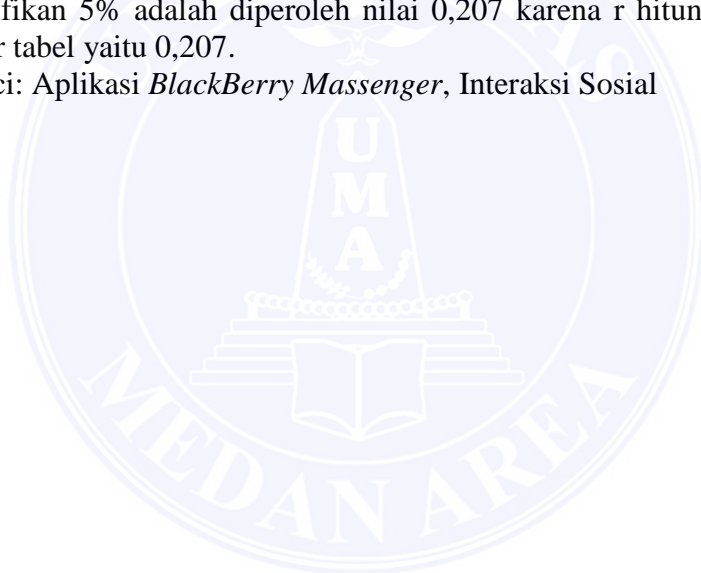 fikan 5% adalah diperoleh nilai 0,207 karena r hitun
r tabel yaitu 0,207.
ci: Aplikasi BlackBerry Massenger, Interaksi Sosial
UMA
MEDAN AREA